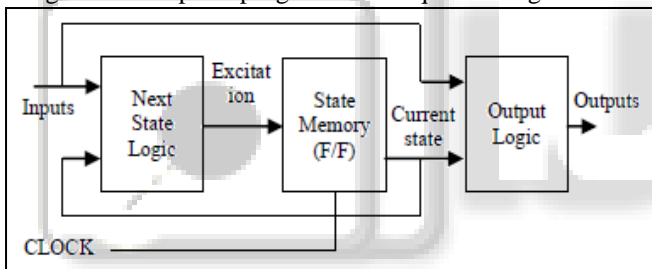 Inputs
Next
State
Logic
Excitat
ion
State
Memory
(F/F)
Current
state
Output
Logic
Outputs
CLOCK